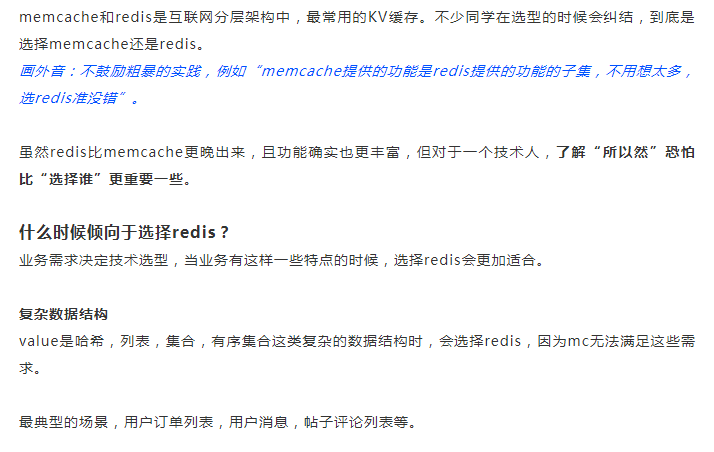 memcache和redis是互联网分层架构中，最常用的KV缓存。不少同学在选型的时候会纠结，到底是
选择memcache还是redis。
画外音：不鼓励粗暴的实践，例如“memcache提供的功能是redis提供的功能的子集，不用想太多，
选redis准没错”。
虽然redis比memcache更晚出来，且功能确实也更丰富，但对于一个技术人，了解“所以然”恐怕
比“选择谁”更重要一些。
什么时候倾向于选择redis？
业务需求决定技术选型，当业务有这样一些特点的时候，选择redis会更加适合。
复杂数据结构
value是哈希，列表，集合，有序集合这类复杂的数据结构时，会选择redis，因为mc无法满足这些需
求。
最典型的场景，用户订单列表，用户消息，帖子评论列表等。